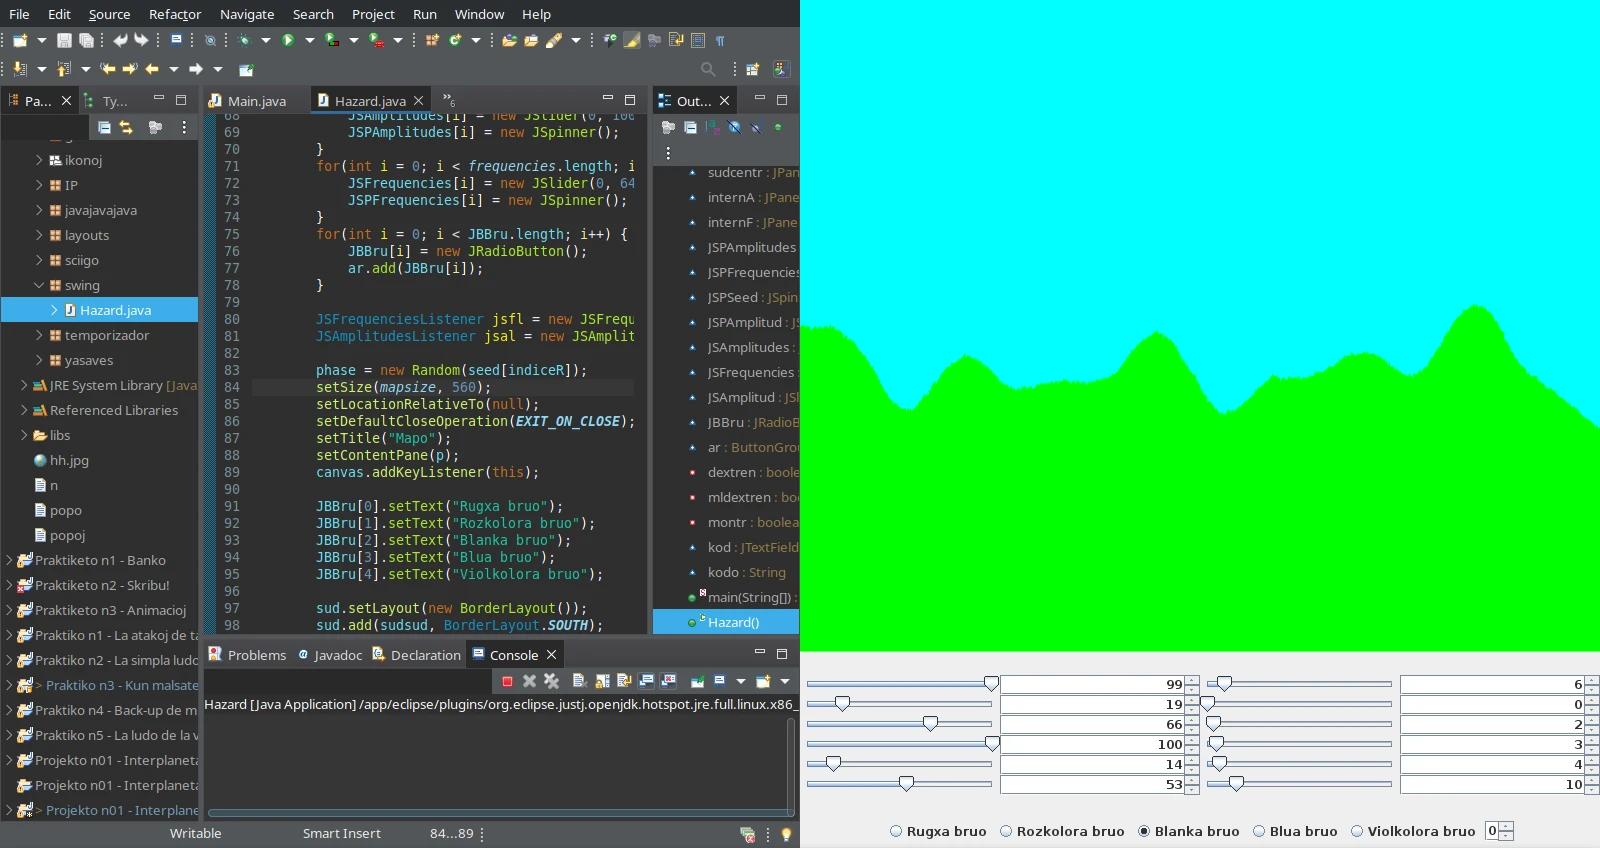 File Edit Source Refactor Navigate Search Project Run Window Help
Pa... Ty...
ikonoj
IP
javajavajava
layouts
sciigo
swing
Hazard.java
temporizador
yasaves
JRE System Library [Java
Referenced Libraries
libs
hh.jpg
n
popo
popoj
Praktiketo n1 - Banko
Praktiketo n2 - Skribu!
Praktiketo n3 - Animacioj
Praktiko n1 - La atakoj de ta
Praktiko n2 - La simpla ludo
> Praktiko n3 - Kun malsate
Praktiko n4 - Back-up de m
Praktiko n5 - La ludo de la v
Projekto n01 - Interplaneta
Projekto n01 - Interplaneta
> Projekto n01 - Interplane
Main.java Hazard.java 6
68 JSAmplitudes[i] = new JSlider(0, 100
69 JSPAmplitudes[i] = new JSpinner();
70 }
71 for(int i = 0; i < frequencies.length; i
72 JSFrequencies[i] = new JSlider(0, 64
73 JSPFrequencies[i] = new JSpinner();
74 }
75 for(int i = 0; i < JBBru.length; i++) {
76 JBBru[i] = new JRadioButton();
77 ar.add(JBBru[i]);
78 }
79
80 JSFrequenciesListener jsfl = new JSFrequ
81 JSAmplitudesListener jsal = new JSAmplit
82
83 phase = new Random(seed[indiceR]);
84 setSize(mapsize, 560);
85 setLocationRelativeTo(null);
86 setDefaultCloseOperation(EXIT_ON_CLOSE);
87 setTitle("Mapo");
88 setContentPane(p);
89 canvas.addKeyListener(this);
90
91 JBBru[0].setText("Rugxa bruo");
92 JBBru[1].setText("Rozkolora bruo");
93 JBBru[2].setText("Blanka bruo");
94 JBBru[3].setText("Blua bruo");
95 JBBru[4].setText("Violkolora bruo");
96
97 sud.setLayout(new BorderLayout());
98 sud.add(sudsud, BorderLayout.SOUTH);
Out...
sudcentr : JPan
internA : JPane
internF : JPane
JSPAmplitudes
JSPFrequencies
JSPSeed : JSpin
JSPAmplitud : JS
JSAmplitudes :
JSFrequencies
JSAmplitud : JSl
JBBru : JRadioB
ar : ButtonGrou
dextren : boole
mldextren : boo
montr : boolea
kod : JTextField
kodo : String
main(String[]) :
Hazard()
Problems Javadoc Declaration Console
Hazard [Java Application] /app/eclipse/plugins/org.eclipse.justj.openjdk.hotspot.jre.full.linux.x86_
Writable Smart Insert 84...89
99 6
19 0
66 2
100 3
14 4
53 10
Rugxa bruo Rozkolora bruo Blanka bruo Blua bruo Violkolora bruo 0